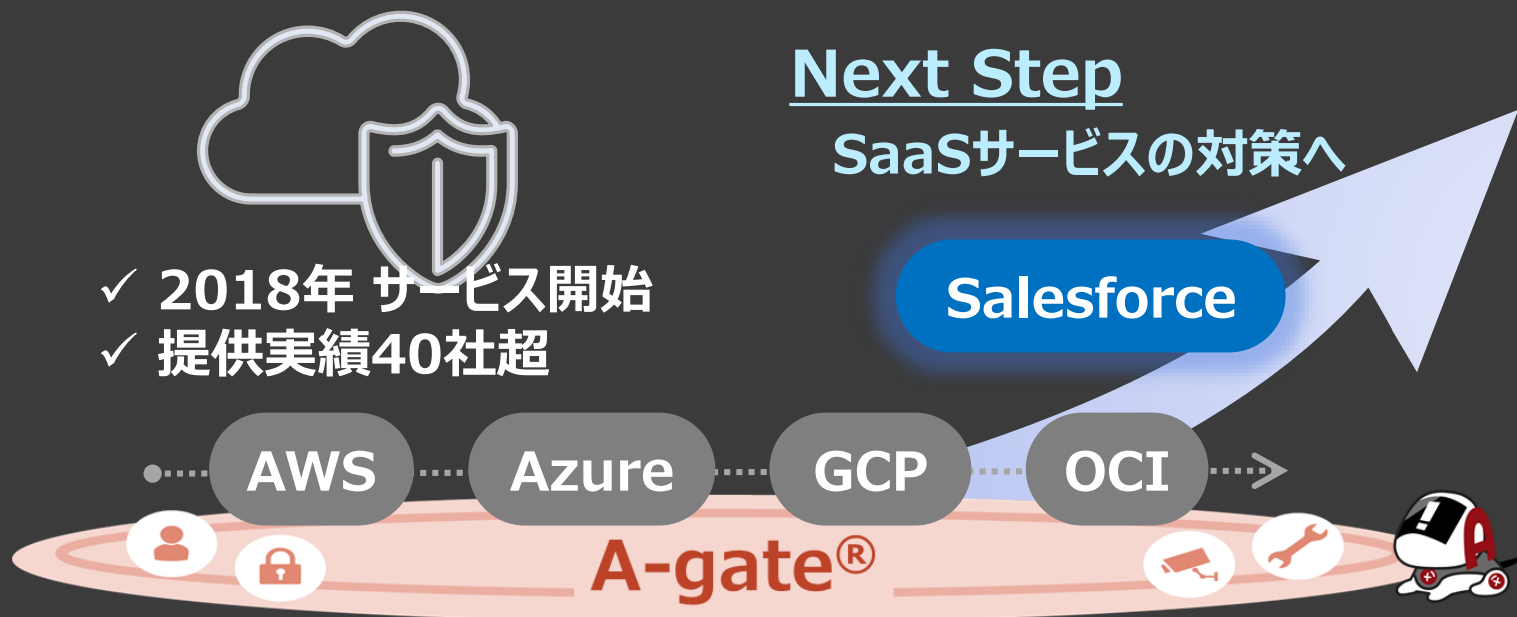 Next Step
SaaSサービスの対策へ
✓ 2018年 サービス開始
✓ 提供実績40社超
Salesforce
AWS
Azure
GCP
OCI
A-gate®
! A